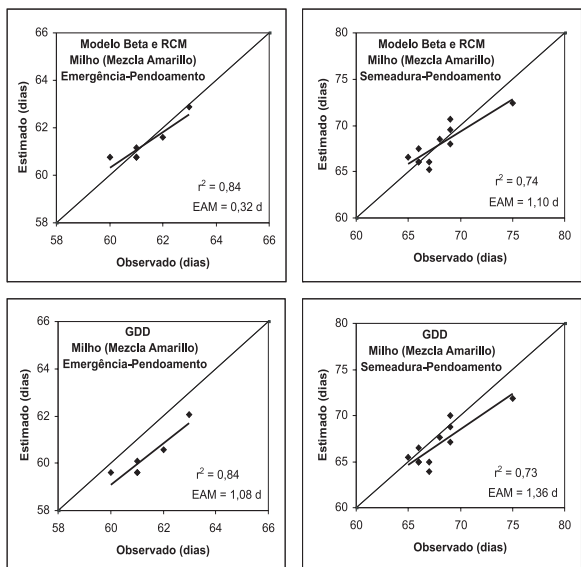 66
64
62
60
58
Estimado (dias)
Modelo Beta e RCM
Milho (Mezcla Amarillo)
Emergência-Pendoamento
r² = 0,84
EAM = 0,32 d
58 60 62 64 66
Observado (dias)
80
75
70
65
60
Estimado (dias)
Modelo Beta e RCM
Milho (Mezcla Amarillo)
Semeadura-Pendoamento
r² = 0,74
EAM = 1,10 d
60 65 70 75 80
Observado (dias)
66
64
62
60
58
Estimado (dias)
GDD
Milho (Mezcla Amarillo)
Emergência-Pendoamento
r² = 0,84
EAM = 1,08 d
58 60 62 64 66
Observado (dias)
80
75
70
65
60
Estimado (dias)
GDD
Milho (Mezcla Amarillo)
Semeadura-Pendoamento
r² = 0,73
EAM = 1,36 d
60 65 70 75 80
Observado (dias)